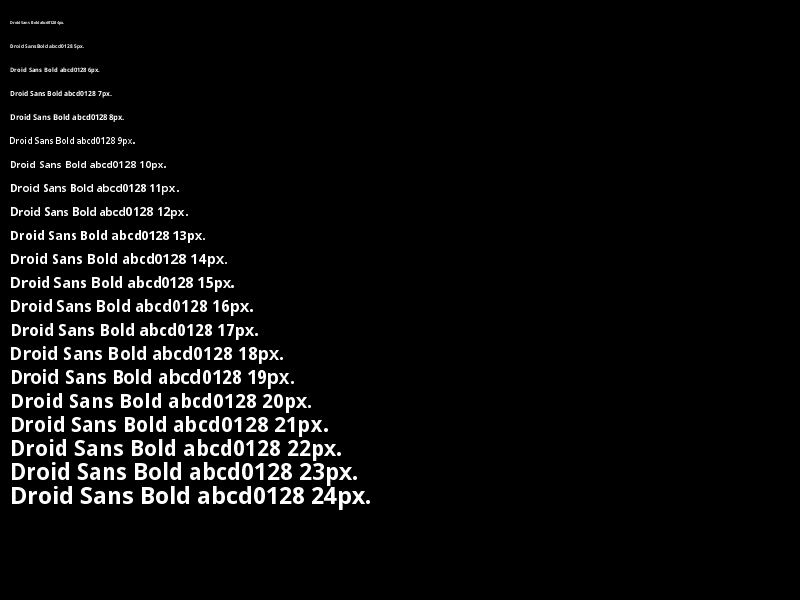 Droid Sans Bold abcd0128 4px.
Droid Sans Bold abcd0128 5px.
Droid Sans Bold abcd0128 6px.
Droid Sans Bold abcd0128 7px.
Droid Sans Bold abcd0128 8px.
Droid Sans Bold abcd0128 9px.
Droid Sans Bold abcd0128 10px.
Droid Sans Bold abcd0128 11px.
Droid Sans Bold abcd0128 12px.
Droid Sans Bold abcd0128 13px.
Droid Sans Bold abcd0128 14px.
Droid Sans Bold abcd0128 15px.
Droid Sans Bold abcd0128 16px.
Droid Sans Bold abcd0128 17px.
Droid Sans Bold abcd0128 18px.
Droid Sans Bold abcd0128 19px.
Droid Sans Bold abcd0128 20px.
Droid Sans Bold abcd0128 21px.
Droid Sans Bold abcd0128 22px.
Droid Sans Bold abcd0128 23px.
Droid Sans Bold abcd0128 24px.